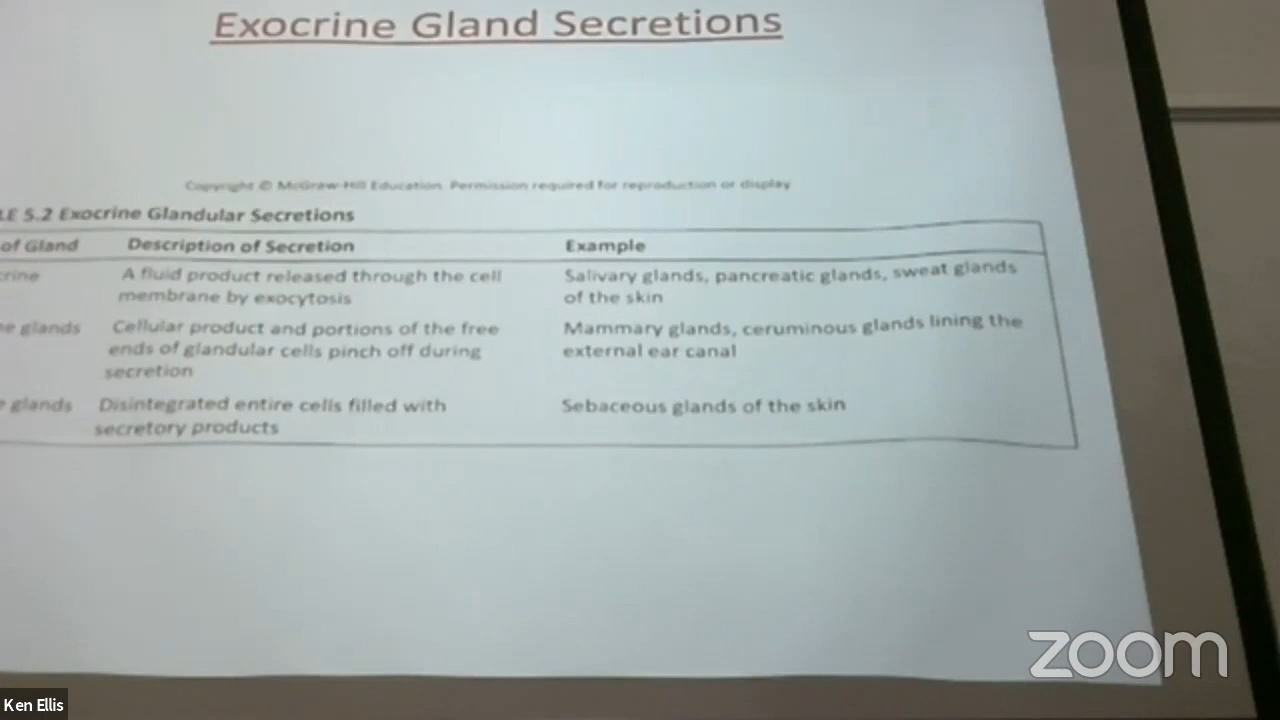 Exocrine Gland Secretions
Copyright © McGraw-Hill Education. Permission required for reproduction or display
LE 5.2 Exocrine Glandular Secretions
of Gland Description of Secretion Example
crine A fluid product released through the cell Salivary glands, pancreatic glands, sweat glands
membrane by exocytosis of the skin
e glands Cellular product and portions of the free Mammary glands, ceruminous glands lining the
ends of glandular cells pinch off during external ear canal
secretion
e glands Disintegrated entire cells filled with Sebaceous glands of the skin
secretory products
zoom
Ken Ellis